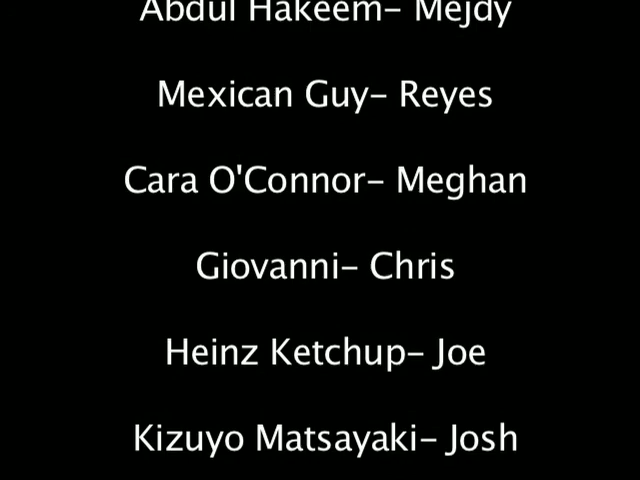 Abdul Hakeem- Mejdy
Mexican Guy- Reyes
Cara O'Connor- Meghan
Giovanni- Chris
Heinz Ketchup- Joe
Kizuyo Matsayaki- Josh